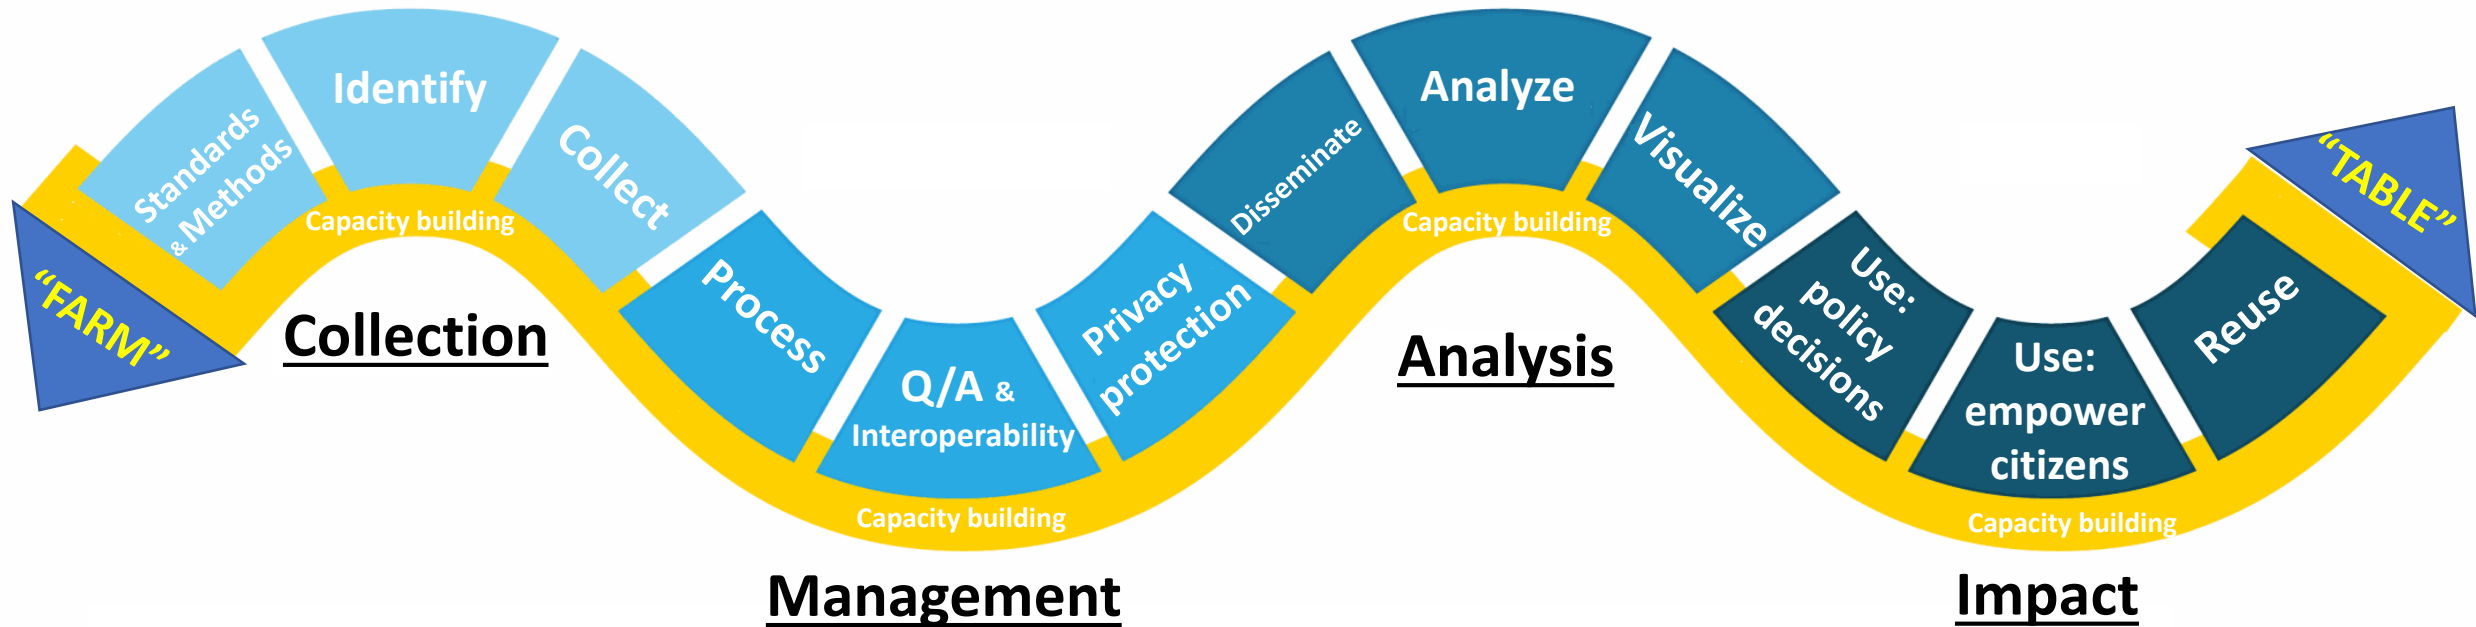 “FARM”
Standards
& Methods
Identify
Collect
Capacity building
Collection
Process
Q/A &
Interoperability
Privacy
protection
Capacity building
Management
Disseminate
Analyze
Visualize
Capacity building
Analysis
Use:
policy
decisions
Use:
empower
citizens
Reuse
Capacity building
Impact
“TABLE”